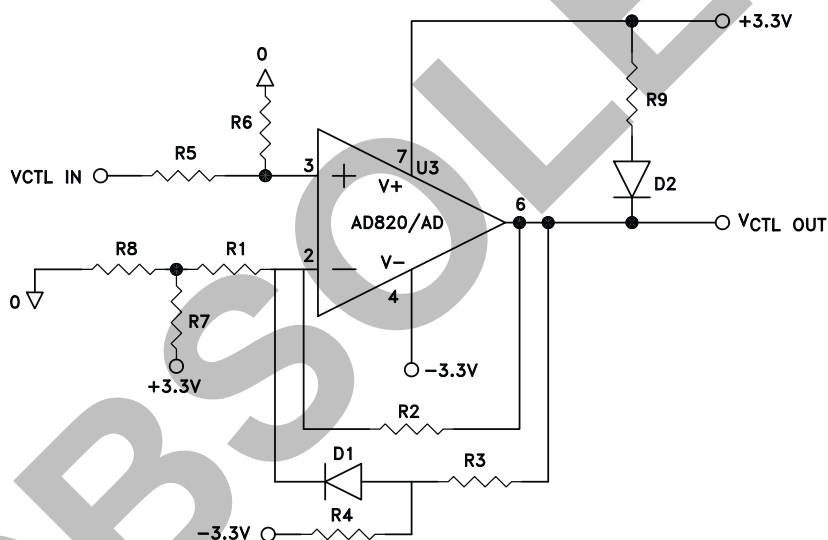 0
+3.3V
R6
R9
R5
3
7
U3
VCTL IN
V+
D2
6
AD820/AD
VCTL OUT
R8
R1
2
V–
4
0
R7
–3.3V
+3.3V
R2
D1
R3
R4
–3.3V
OBSOLE